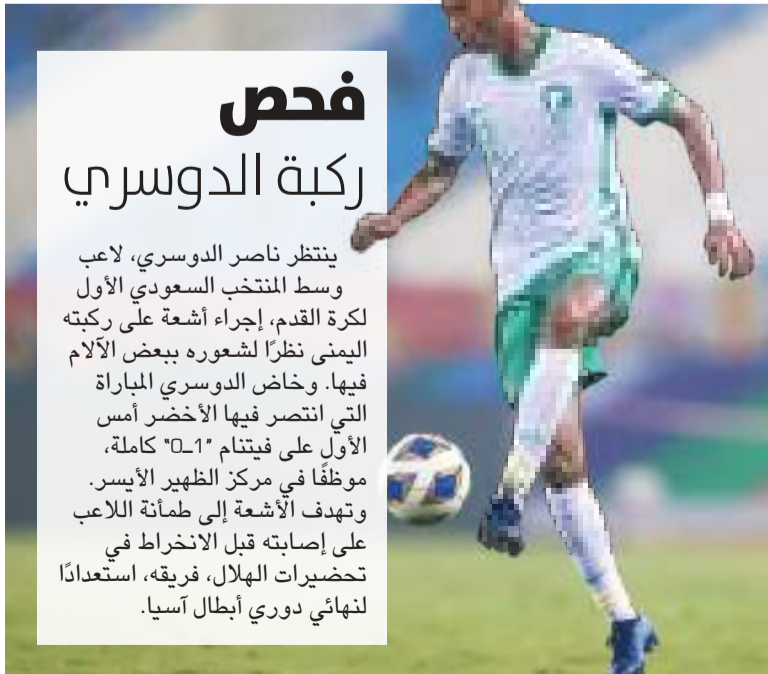 فحص
ركبة الدوسري
ينتظر ناصر الدوسري، لاعب
وسط المنتخب السعودي الأول
لكرة القدم، إجراء أشعة على ركبته
اليمنى نظرًا لشعوره ببعض الآلام
فيها. وخاض الدوسري المباراة
التي انتصر فيها الأخضر أمس
الأول على فيتنام "1ـ0" كاملة،
موظفًا في مركز الظهير الأيسر.
وتهدف الأشعة إلى طمأنة اللاعب
على إصابته قبل الانخراط في
تحضيرات الهلال، فريقه، استعدادًا
لنهائي دوري أبطال آسيا.